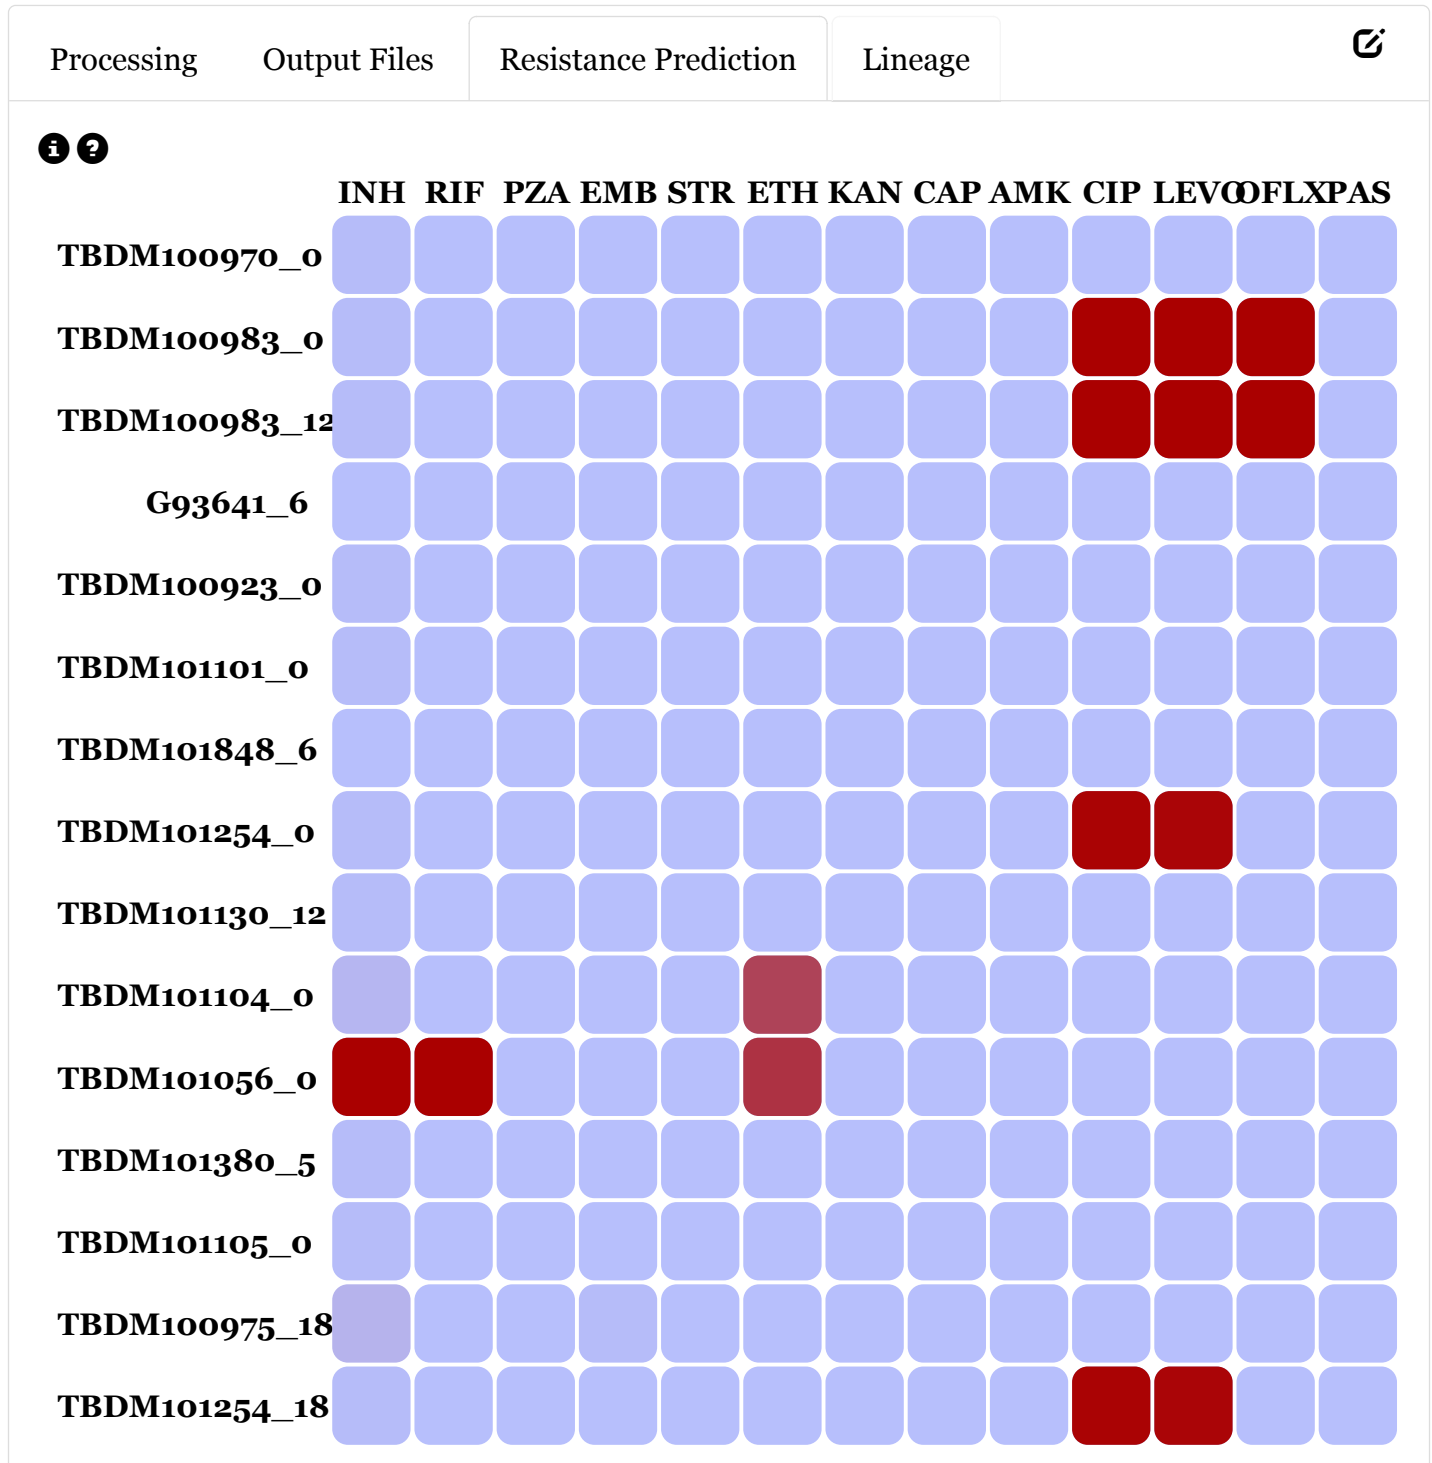 Processing Output Files Resistance Prediction Lineage
INH RIF PZA EMB STR ETH KAN CAP AMK CIP LEVO OFLX PAS
TBDM100970_0
TBDM100983_0
TBDM100983_12
G93641_6
TBDM100923_0
TBDM101101_0
TBDM101848_6
TBDM101254_0
TBDM101130_12
TBDM101104_0
TBDM101056_0
TBDM101380_5
TBDM101105_0
TBDM100975_18
TBDM101254_18